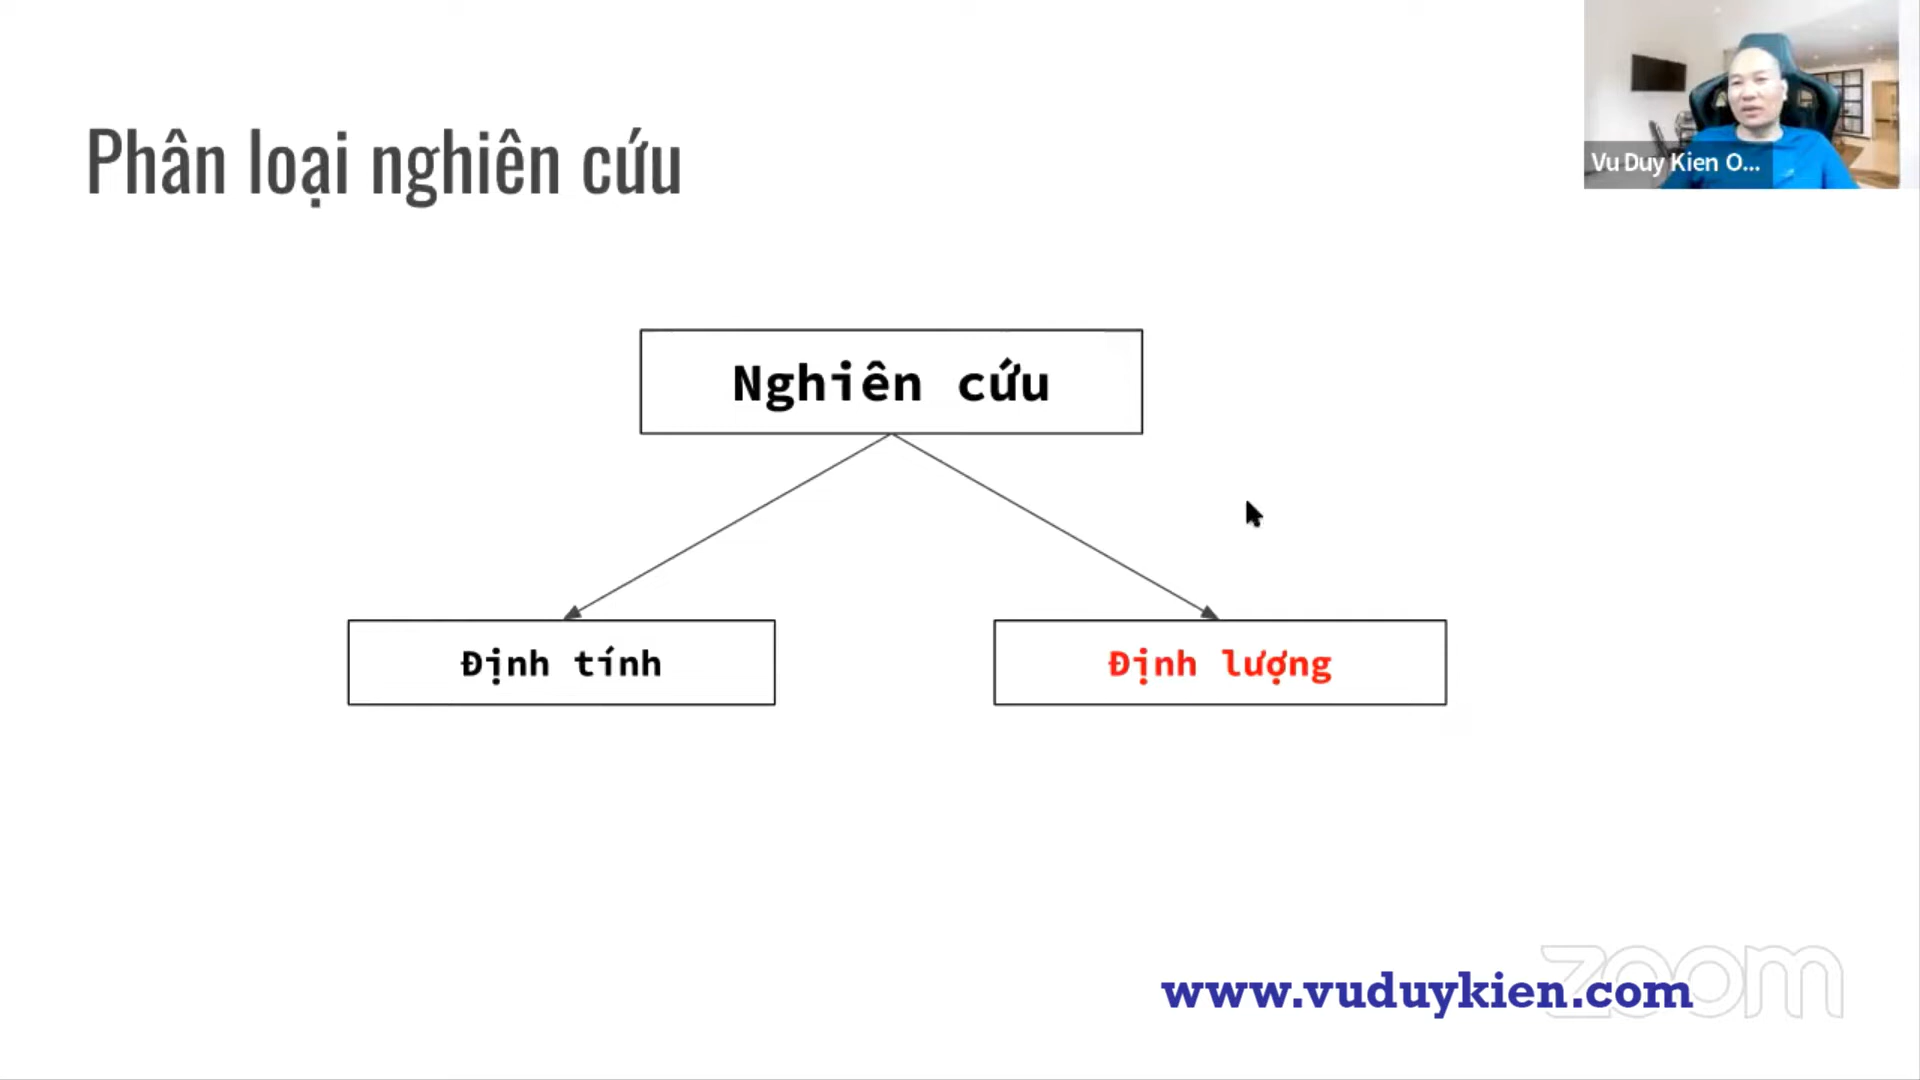 Phân loại nghiên cứu
Vu Duy Kien O...
Nghiên cứu
Định tính
Định lượng
www.vuduykien.com
zoom